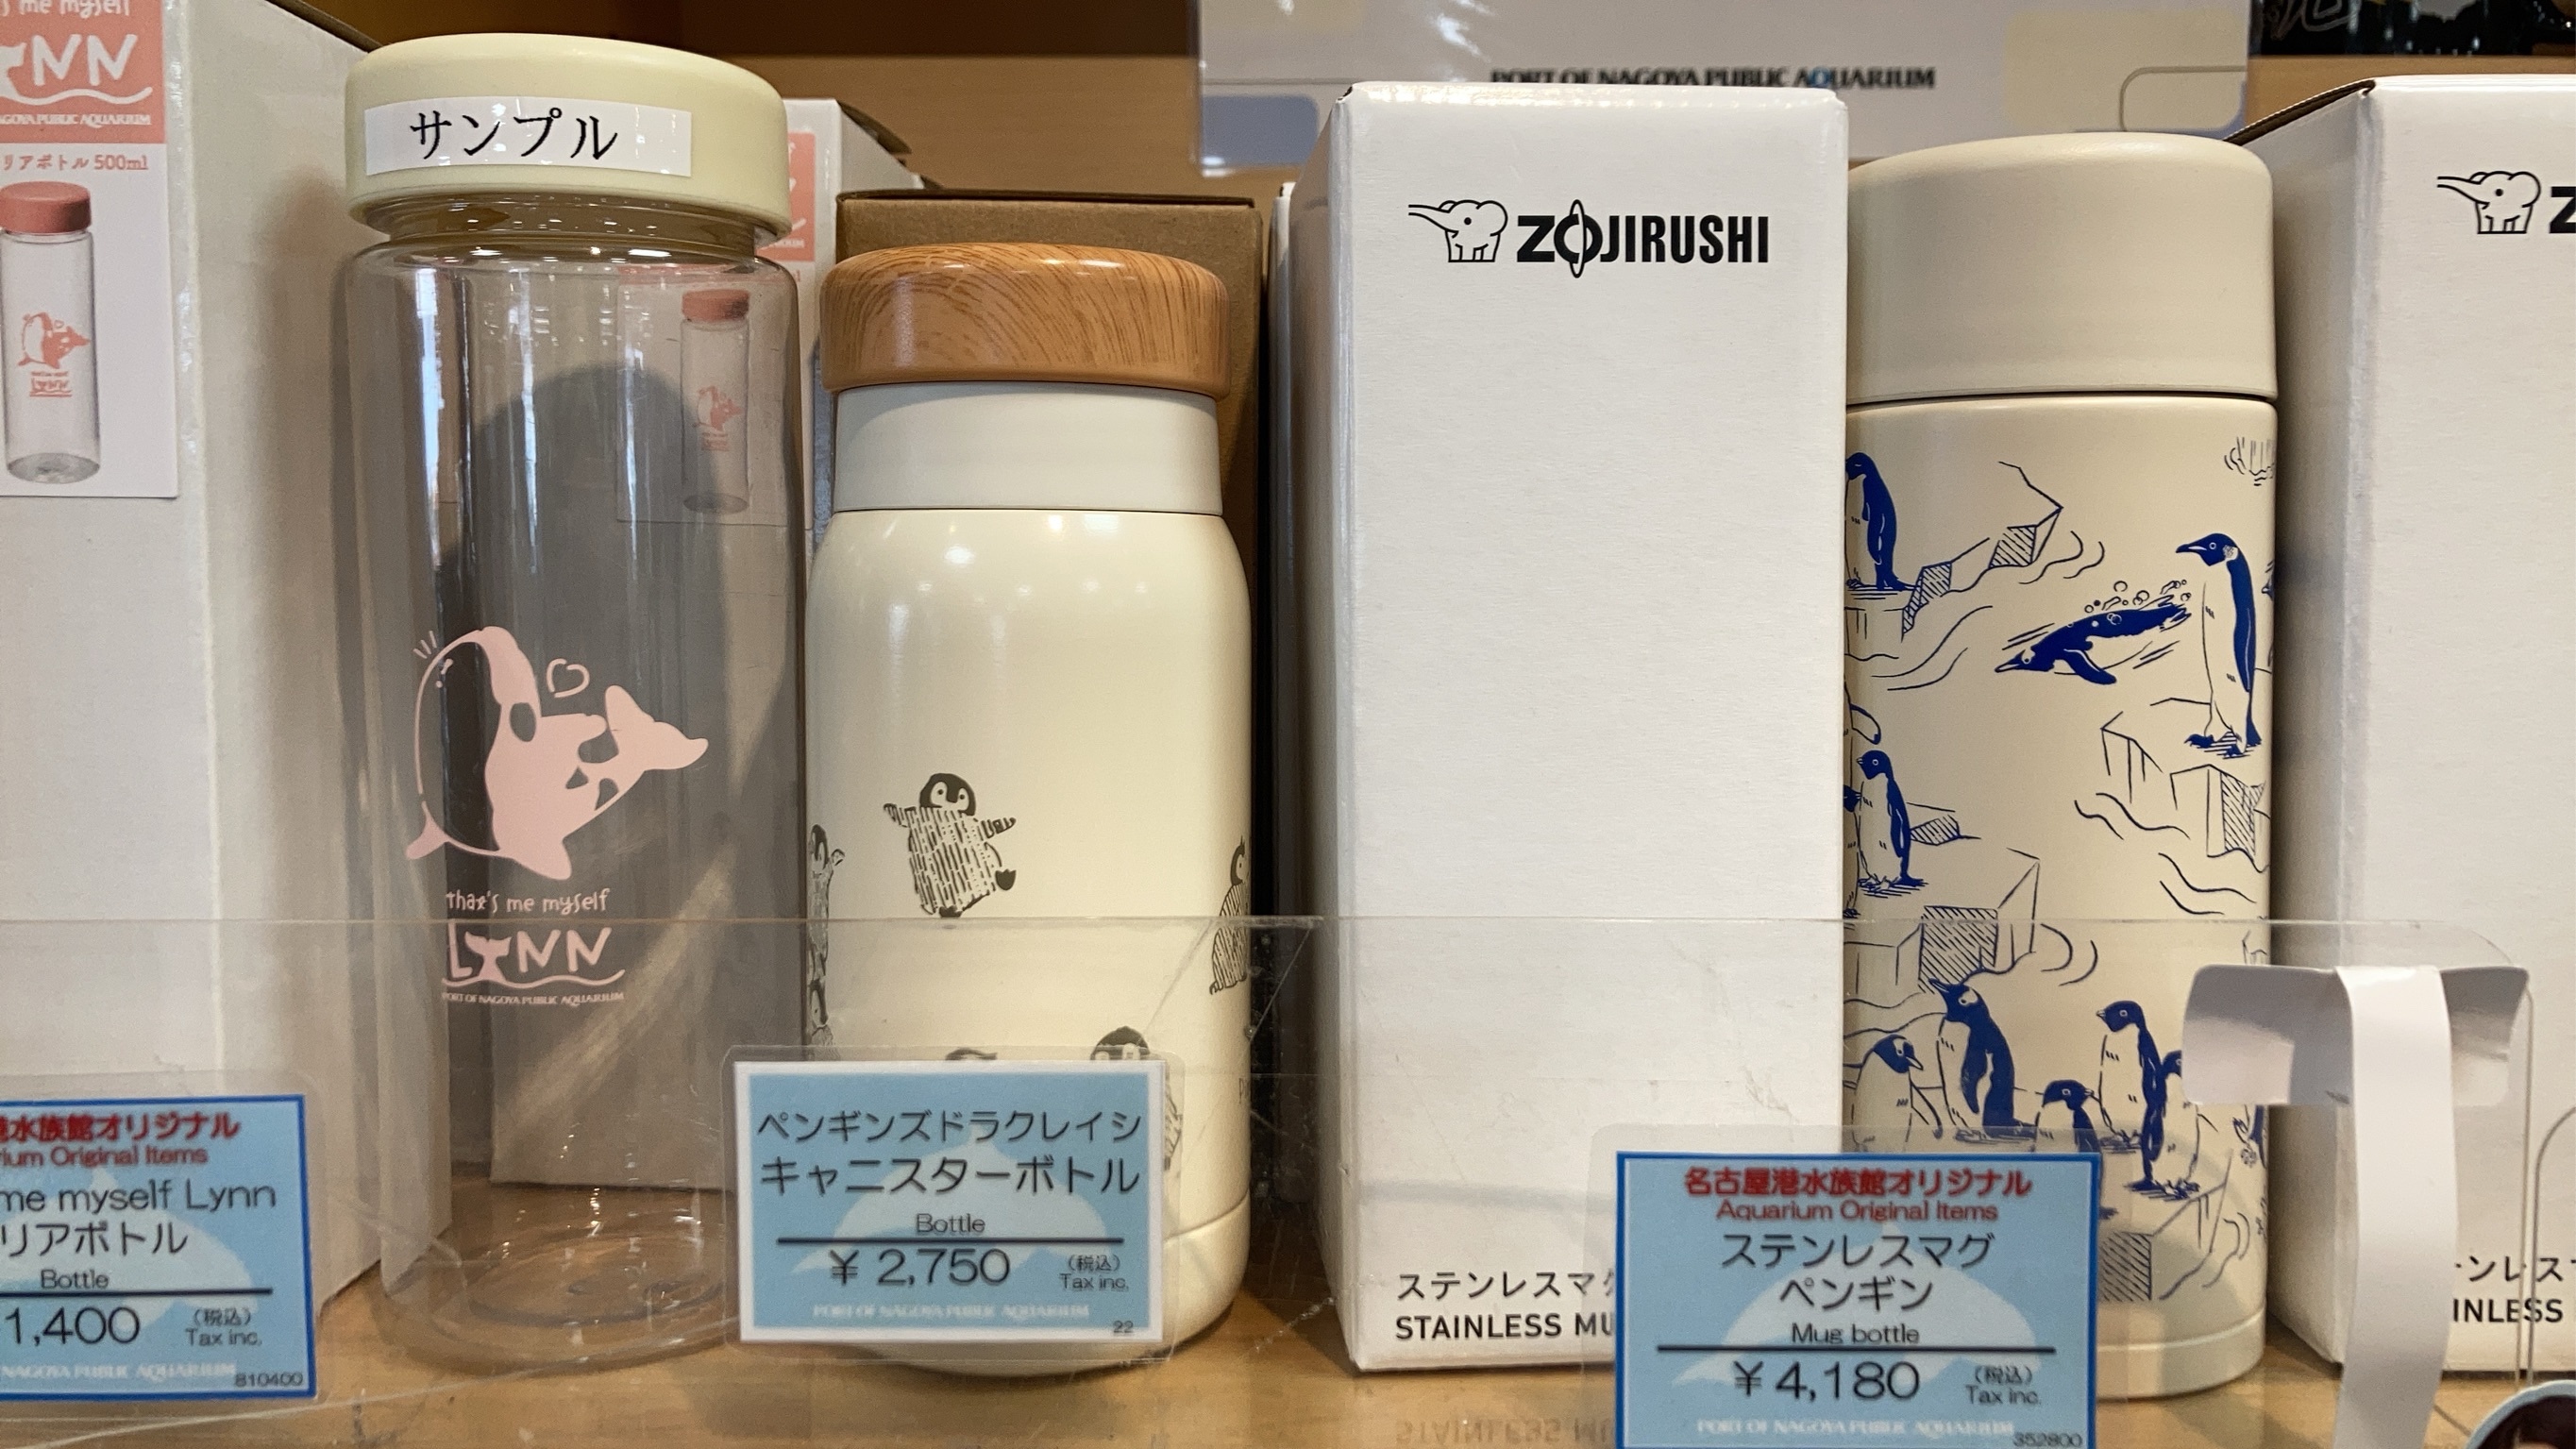 s me myself
LYNN
NAGOYA PUBLIC AQUARIUM
リアボトル 500ml
サンプル
that's me myself
LYNN
PORT OF NAGOYA PUBLIC AQUARIUM
PORT OF NAGOYA PUBLIC AQUARIUM
ZOJIRUSHI
ステンレスマグ
STAINLESS MU
Z
ンレス
INLESS
港水族館オリジナル
rium Original Items
me myself Lynn
リアボトル
Bottle
1,400
(税込)
Tax inc.
NAGOYA PUBLIC AQUARIUM
810400
ペンギンズドラクレイシ
キャニスターボトル
Bottle
¥ 2,750
(税込)
Tax inc.
PORT OF NAGOYA PUBLIC AQUARIUM
22
名古屋港水族館オリジナル
Aquarium Original Items
ステンレスマグ
ペンギン
Mug bottle
¥ 4,180
(税込)
Tax inc.
PORT OF NAGOYA PUBLIC AQUARIUM
352800